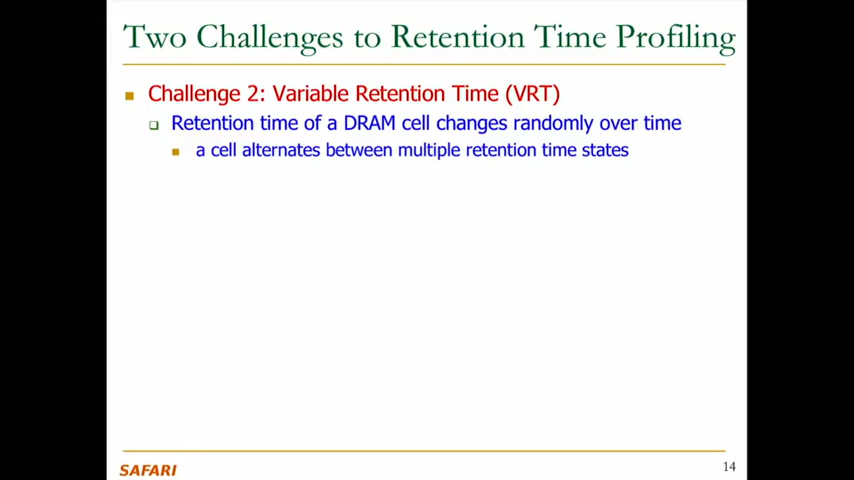 Two Challenges to Retention Time Profiling
Challenge 2: Variable Retention Time (VRT)
Retention time of a DRAM cell changes randomly over time
a cell alternates between multiple retention time states
SAFARI
14